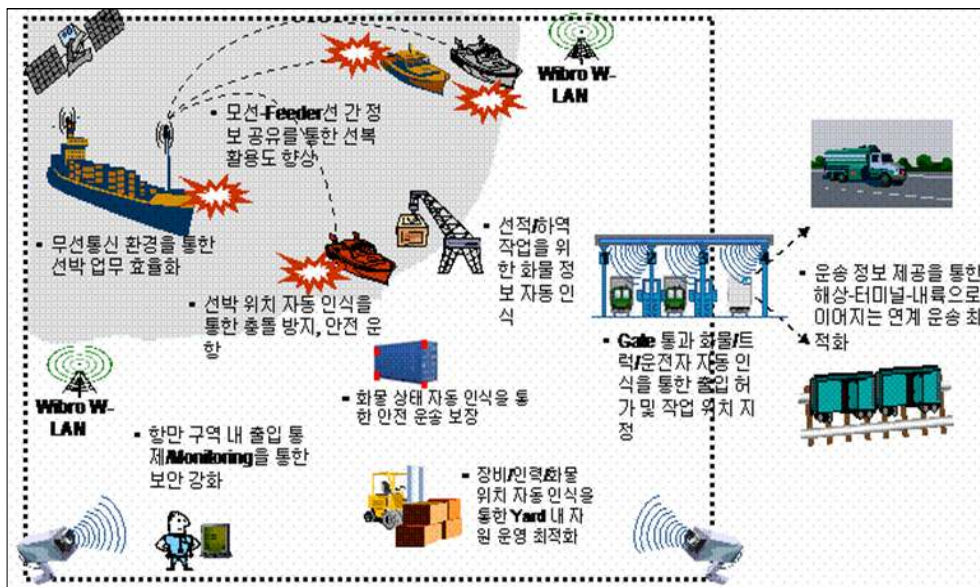 Wibro W-
LAN
▪ 모선-Feeder선 간 정
보 공유를 통한 선복
활용도 향상
▪ 무선통신 환경을 통한
선박 업무 효율화
▪ 선박 위치 자동 인식을
통한 충돌 방지, 안전 운
항
▪ 선적/하역
작업을 위
한 화물 정
보 자동 인
식
1 2 3 4
▪ Gate 통과 화물/트
럭/운전자 자동 인
식을 통한 출입 허
가 및 작업 위치 지
정
▪ 운송 정보 제공을 통한
해상-터미널-내륙으로
이어지는 연계 운송 최
적화
▪ 화물 상태 자동 인식을 통
한 안전 운송 보장
Wibro W-
LAN
▪ 항만 구역 내 출입 통
제/Monitoring을 통한
보안 강화
▪ 장비/인력/화물
위치 자동 인식을
통한 Yard 내 자
원 운영 최적화